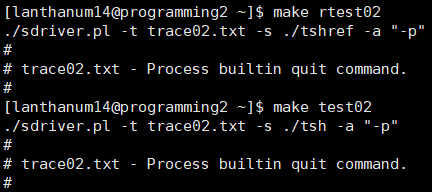 [lanthanum14@programming2 ~]$ make rtest02
./sdriver.pl -t trace02.txt -s ./tshref -a "-p"
#
# trace02.txt - Process builtin quit command.
#
[lanthanum14@programming2 ~]$ make test02
./sdriver.pl -t trace02.txt -s ./tsh -a "-p"
#
# trace02.txt - Process builtin quit command.
#